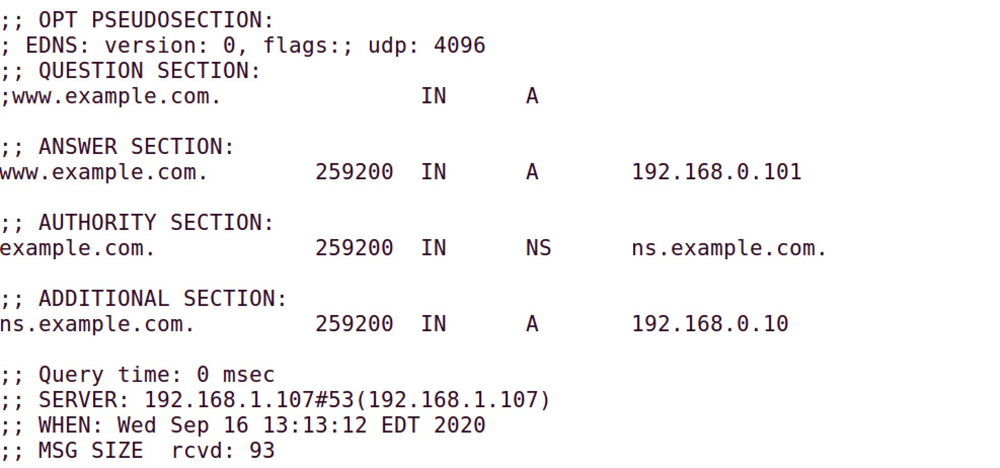 ;; OPT PSEUDOSECTION:
; EDNS: version: 0, flags:; udp: 4096
;; QUESTION SECTION:
;www.example.com. IN A
;; ANSWER SECTION:
www.example.com. 259200 IN A 192.168.0.101
;; AUTHORITY SECTION:
example.com. 259200 IN NS ns.example.com.
;; ADDITIONAL SECTION:
ns.example.com. 259200 IN A 192.168.0.10
;; Query time: 0 msec
;; SERVER: 192.168.1.107#53(192.168.1.107)
;; WHEN: Wed Sep 16 13:13:12 EDT 2020
;; MSG SIZE  rcvd: 93